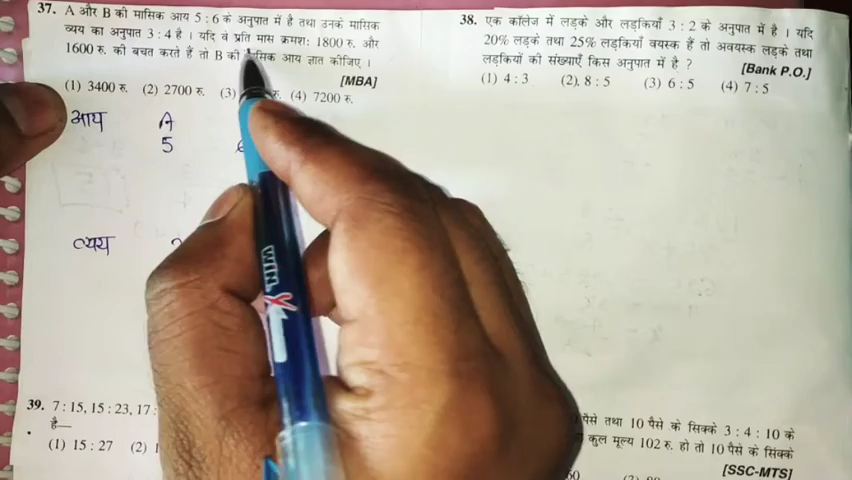 37. A और B की मासिक आय 5 : 6 के अनुपात में है तथा उनके मासिक
व्यय का अनुपात 3 : 4 है । यदि वे प्रति मास क्रमशः 1800 रु. और
1600 रु. की बचत करते हैं तो B की मासिक आय ज्ञात कीजिए ।
[MBA]
(1) 3400 रु. (2) 2700 रु. (3) रु. (4) 7200 रु.
आय A
5
व्यय
38. एक कॉलेज में लड़के और लड़कियाँ 3 : 2 के अनुपात में है । यदि
20% लड़के तथा 25% लड़कियाँ वयस्क हैं तो अवयस्क लड़के तथा
लड़कियों की संख्याएँ किस अनुपात में है ?
[Bank P.O.]
(1) 4 : 3 (2) 8 : 5 (3) 6 : 5 (4) 7 : 5
WIN
39. 7 : 15, 15 : 23, 17 :
है—
(1) 15 : 27 (2)
पैसे तथा 10 पैसे के सिक्के 3 : 4 : 10 के
कुल मूल्य 102 रु. हो तो 10 पैसे के सिक्के
[SSC-MTS]